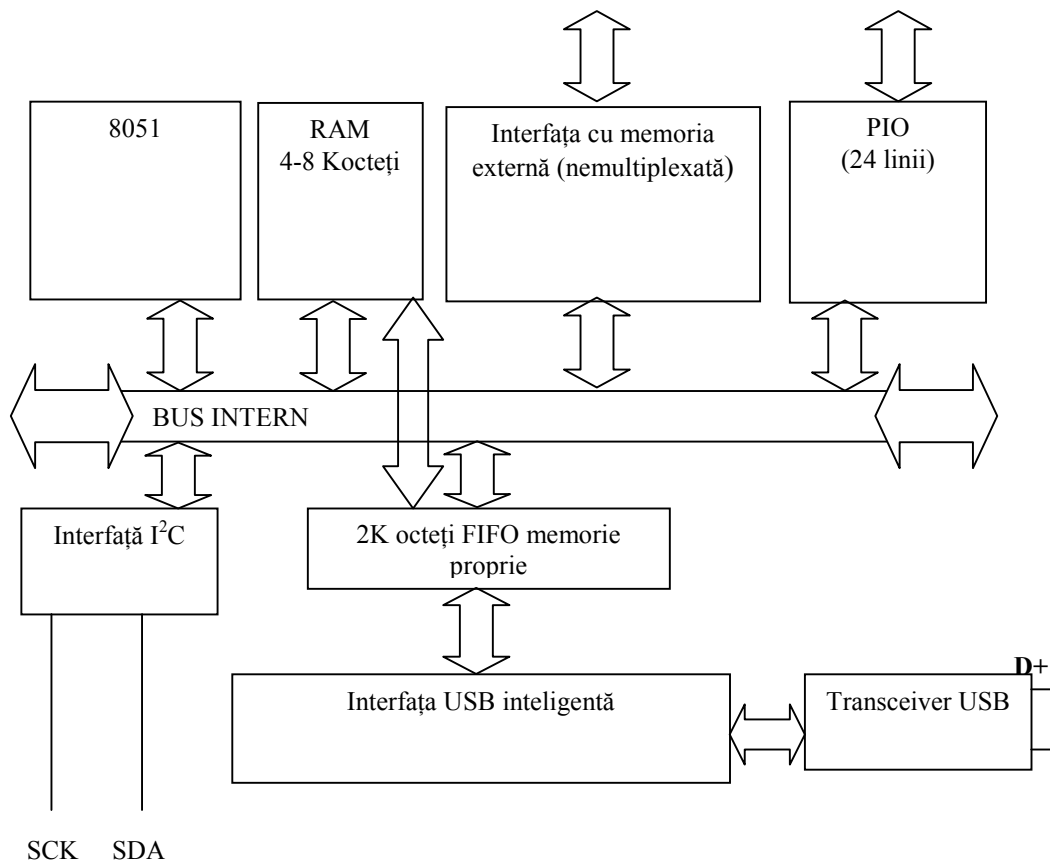 8051
RAM
4-8 Kocteți
Interfața cu memoria
externă (nemultiplexată)
PIO
(24 linii)
BUS INTERN
Interfață I²C
2K octeți FIFO memorie
proprie
D+
Interfața USB inteligentă
Transceiver USB
SCK SDA